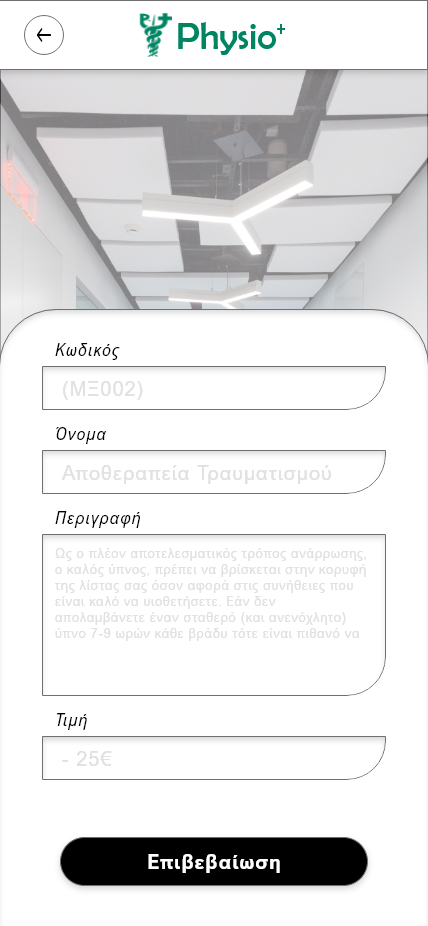 Physio+
Κωδικός
(ΜΞ002)
Όνομα
Αποθεραπεία Τραυματισμού
Περιγραφή
Ως ο πλέον αποτελεσματικός τρόπος ανάρρωσης,
ο καλός ύπνος, πρέπει να βρίσκεται στην κορυφή
της λίστας σας όσον αφορά στις συνήθειες που
είναι καλό να υιοθετήσετε. Εάν δεν
απολαμβάνετε έναν σταθερό (και ανενόχλητο)
ύπνο 7-9 ωρών κάθε βράδυ τότε είναι πιθανό να
Τιμή
- 25€
Επιβεβαίωση